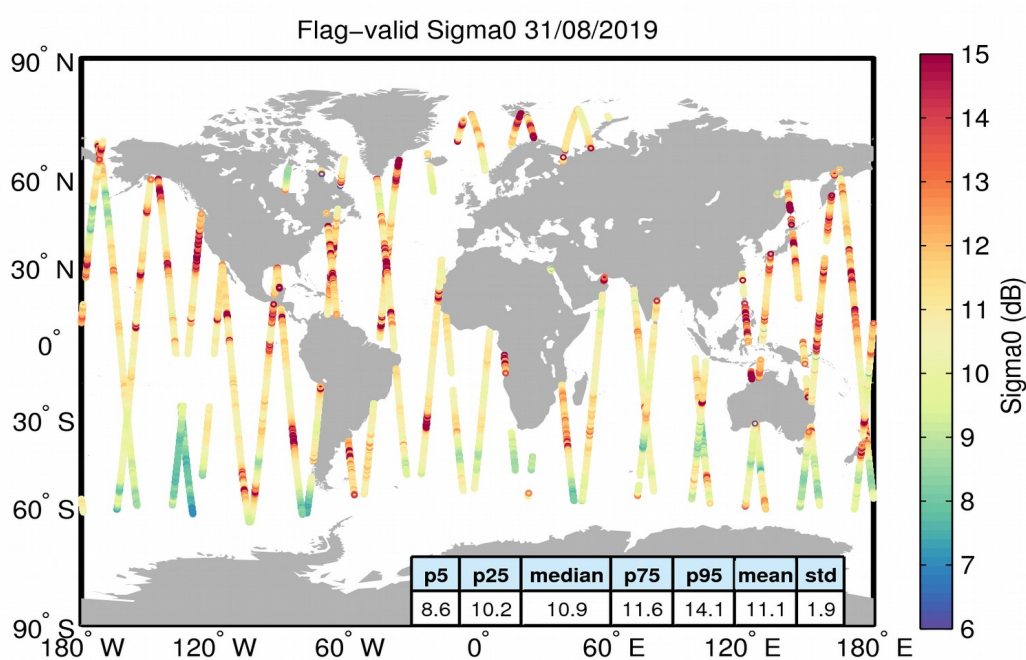 Flag−valid Sigma0 31/08/2019
90° N
60° N
30° N
0°
30° S
60° S
90° S
180° W 120° W 60° W 0° 60° E 120° E 180° E
15
14
13
12
11
10
9
8
7
6
Sigma0 (dB)
p5 p25 median p75 p95 mean std
8.6 10.2 10.9 11.6 14.1 11.1 1.9